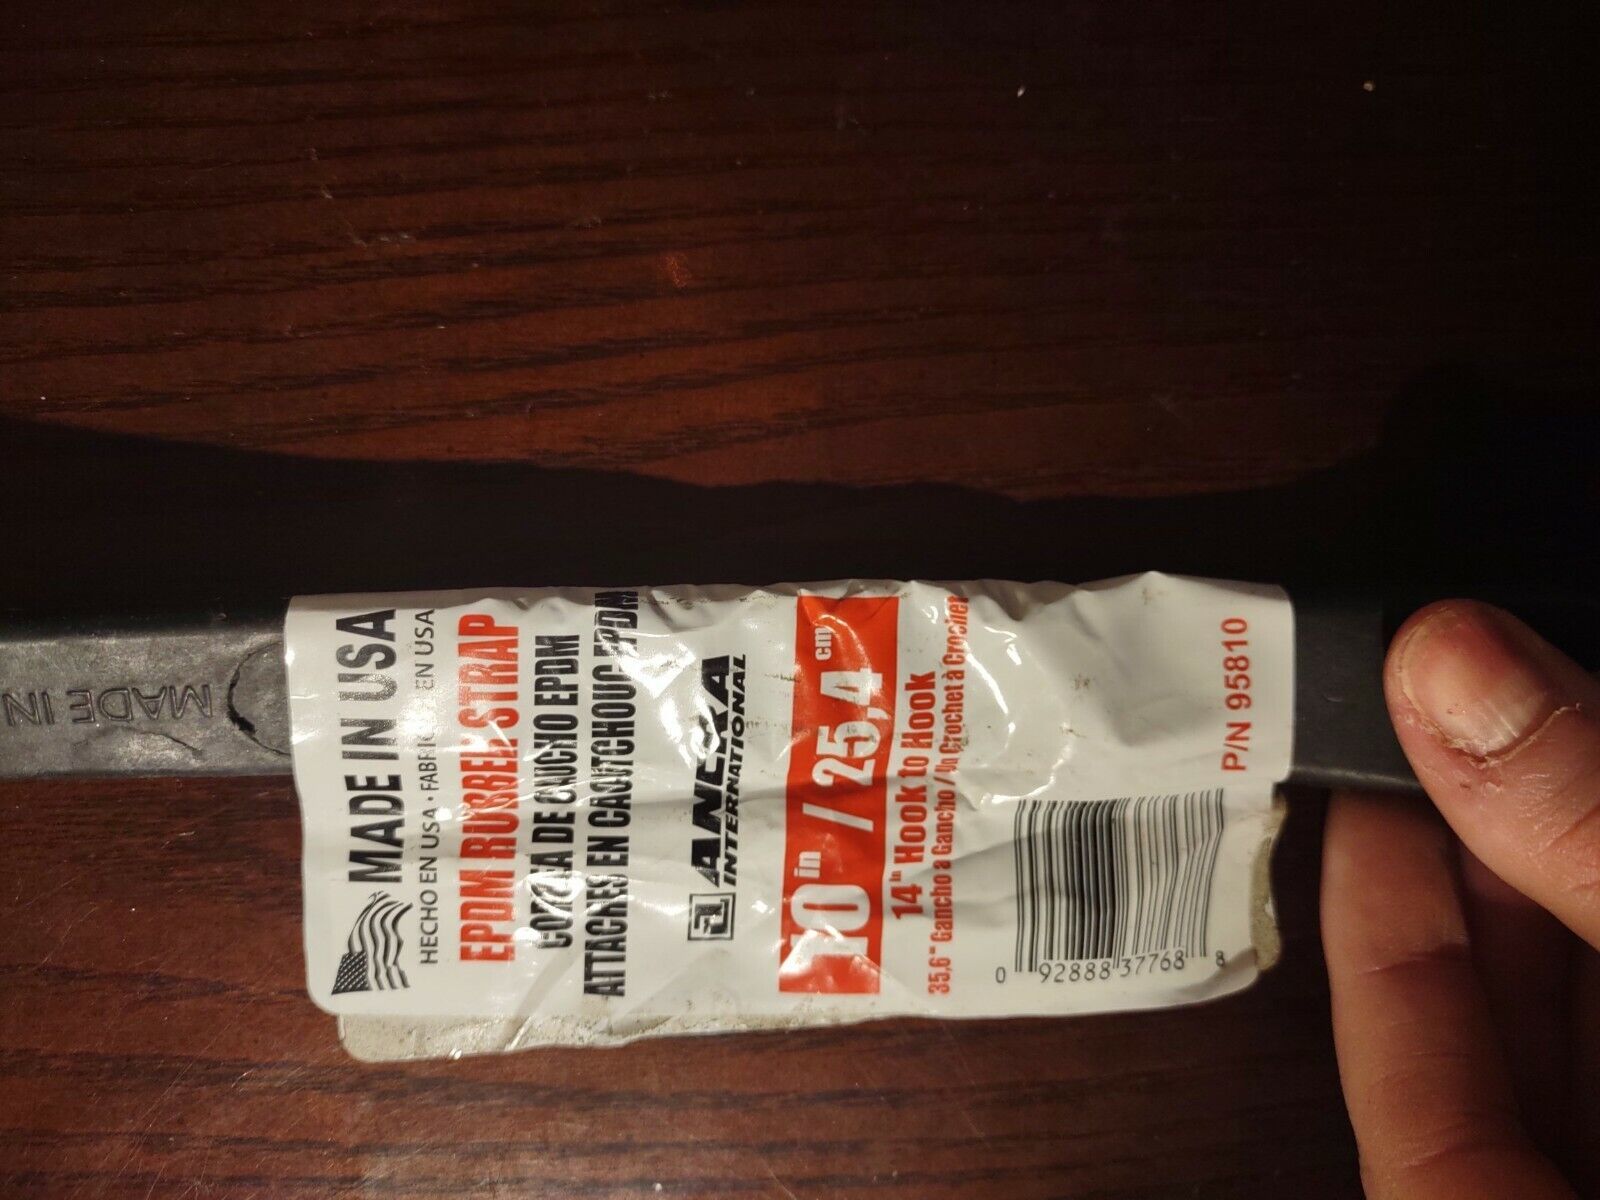 MADE IN USA
HECHO EN USA • FABRIQUÉ EN USA
EPDM RUBBER STRAP
CORREA DE CAUCHO EPDM
ATTACHES EN CAOUTCHOUC EPDM
ANCRA
INTERNATIONAL
10 in / 25,4 cm
14" Hook to Hook
35,6" Gancho a Gancho / Un Crochet à Crochet
P/N 95810
0 92888 37768 8
MADE IN